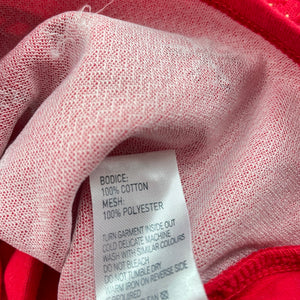 BODICE:
100% COTTON
MESH:
100% POLYESTER
TURN GARMENT INSIDE OUT
COLD DELICATE MACHINE
WASH WITH SIMILAR COLOURS
DO NOT BLEACH
DO NOT TUMBLE DRY
WARM IRON ON REVERSE SIDE